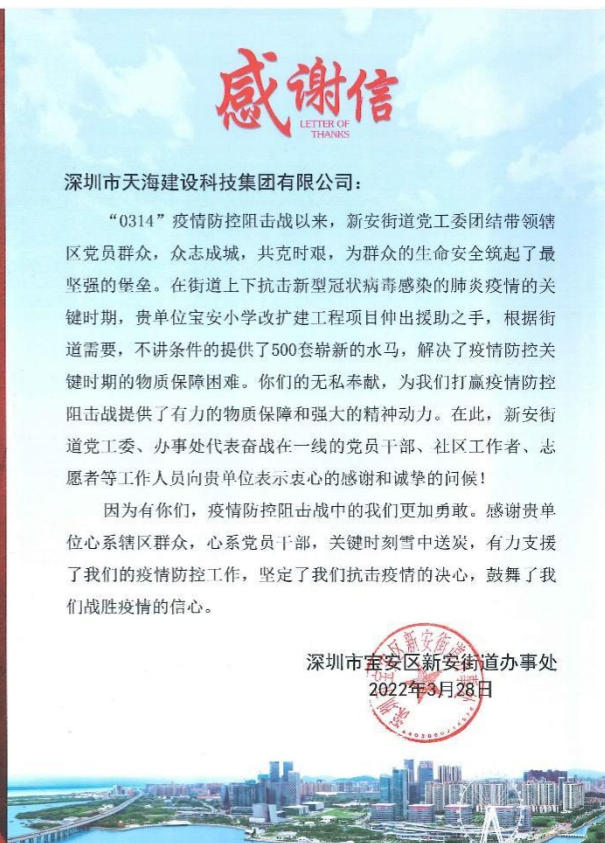 感谢信
LETTER OF
THANKS
深圳市天海建设科技集团有限公司：
“0314”疫情防控阻击战以来，新安街道党工委团结带领辖
区党员群众，众志成城，共克时艰，为群众的生命安全筑起了最
坚强的堡垒。在街道上下抗击新型冠状病毒感染的肺炎疫情的关
键时期，贵单位宝安小学改扩建工程项目伸出援助之手，根据街
道需要，不讲条件的提供了500套崭新的水马，解决了疫情防控关
键时期的物质保障困难。你们的无私奉献，为我们打赢疫情防控
阻击战提供了有力的物质保障和强大的精神动力。在此，新安街
道党工委、办事处代表奋战在一线的党员干部、社区工作者、志
愿者等工作人员向贵单位表示衷心的感谢和诚挚的问候！
因为有你们，疫情防控阻击战中的我们更加勇敢。感谢贵单
位心系辖区群众，心系党员干部，关键时刻雪中送炭，有力支援
了我们的疫情防控工作，坚定了我们抗击疫情的决心，鼓舞了我
们战胜疫情的信心。
深圳市宝安区新安街道办事处
2022年3月28日